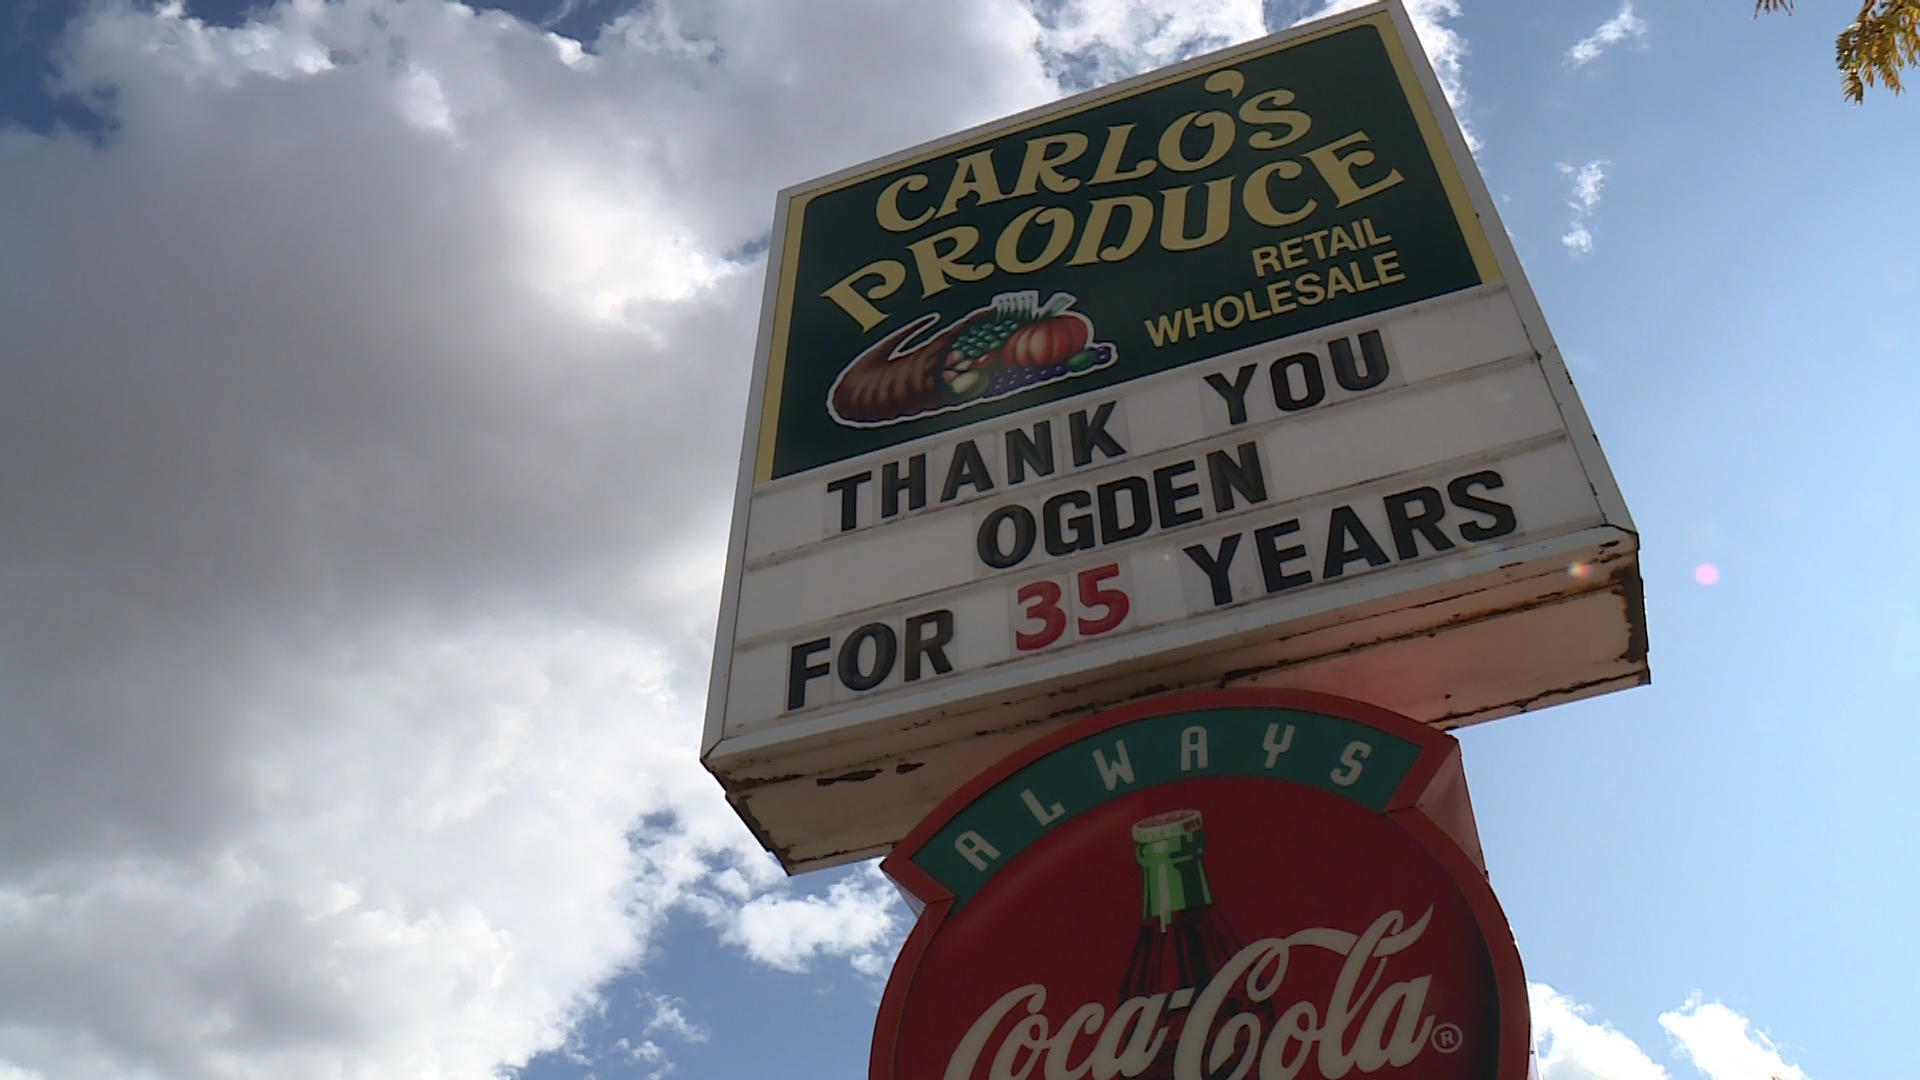 CARLO'S
PRODUCE
RETAIL
WHOLESALE
THANK YOU
OGDEN
FOR 35 YEARS
ALWAYS
Coca-Cola®